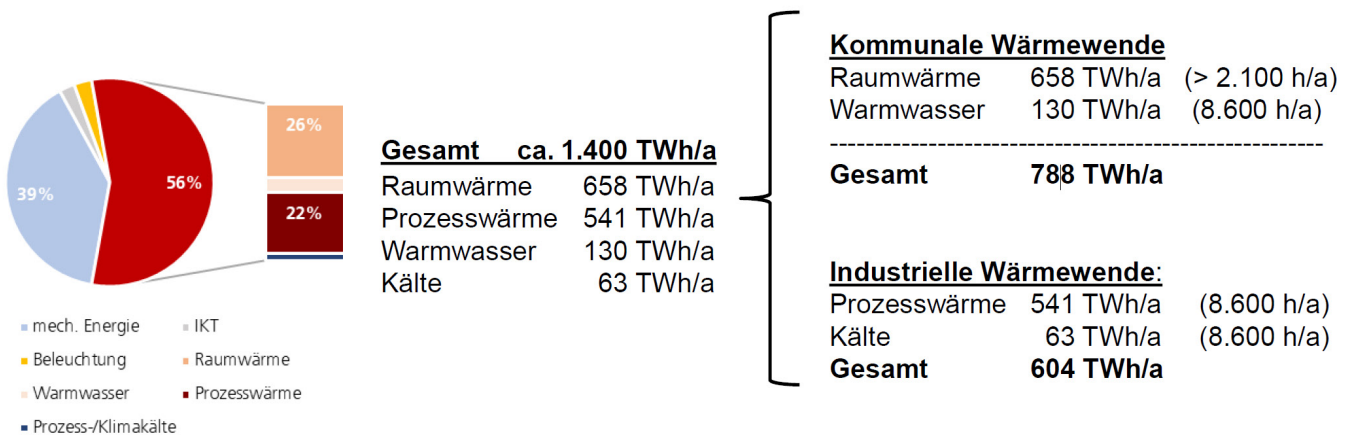 39%
56%
26%
22%
mech. Energie
IKT
Beleuchtung
Raumwärme
Warmwasser
Prozesswärme
Prozess-/Klimakälte
Gesamt ca. 1.400 TWh/a
Raumwärme 658 TWh/a
Prozesswärme 541 TWh/a
Warmwasser 130 TWh/a
Kälte 63 TWh/a
Kommunale Wärmewende
Raumwärme 658 TWh/a (> 2.100 h/a)
Warmwasser 130 TWh/a (8.600 h/a)
Gesamt 788 TWh/a
Industrielle Wärmewende:
Prozesswärme 541 TWh/a (8.600 h/a)
Kälte 63 TWh/a (8.600 h/a)
Gesamt 604 TWh/a